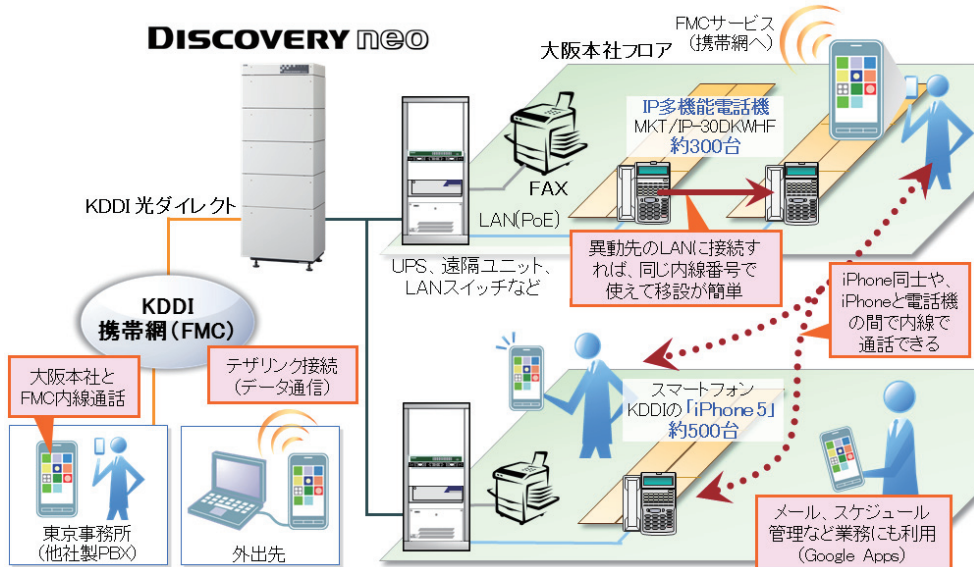 DISCOVERY neo
FMCサービス
(携帯網へ)
大阪本社フロア
IP多機能電話機
MKT/IP-30DKWHF
約300台
FAX
KDDI 光ダイレクト
LAN(PoE)
UPS、遠隔ユニット、
LANスイッチなど
異動先のLANに接続す
れば、同じ内線番号で
使えて移設が簡単
iPhone同士や、
iPhoneと電話機
の間で内線で
通話できる
KDDI
携帯網(FMC)
大阪本社と
FMC内線通話
テザリンク接続
(データ通信)
スマートフォン
KDDIの「iPhone 5」
約500台
東京事務所
(他社製PBX)
外出先
メール、スケジュール
管理など業務にも利用
(Google Apps)